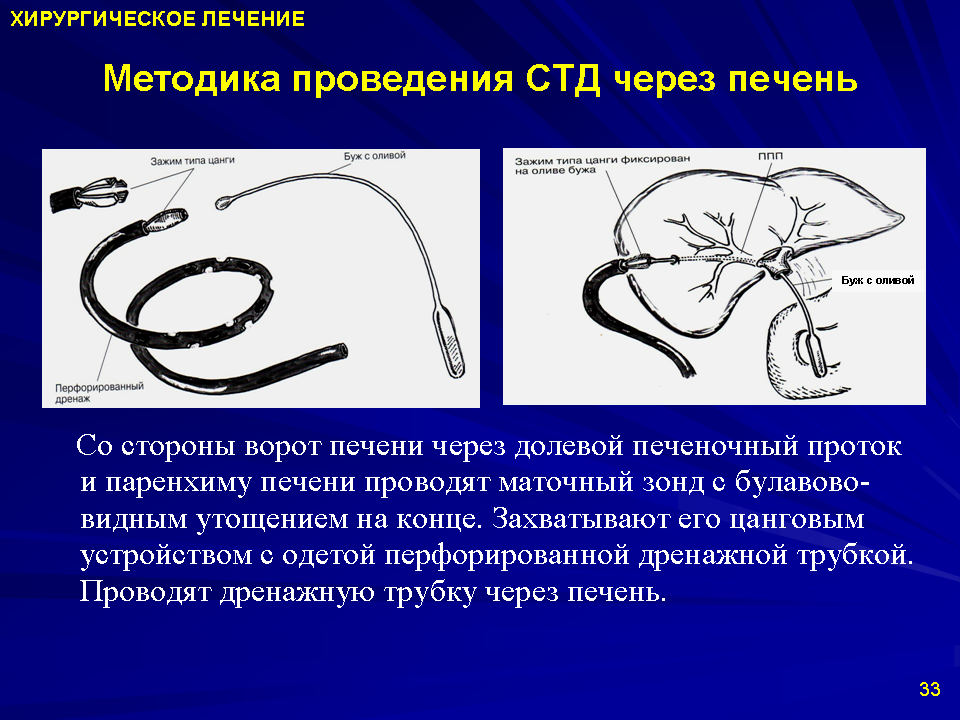 ХИРУРГИЧЕСКОЕ ЛЕЧЕНИЕ
Методика проведения СТД через печень
Зажим типа цанги
Буж с оливой
Перфорированный
дренаж
Зажим типа цанги фиксирован
на оливе бужа
ППП
Буж с оливой
Со стороны ворот печени через долевой печеночный проток
и паренхиму печени проводят маточный зонд с булавово-
видным утощением на конце. Захватывают его цанговым
устройством с одетой перфорированной дренажной трубкой.
Проводят дренажную трубку через печень.
33